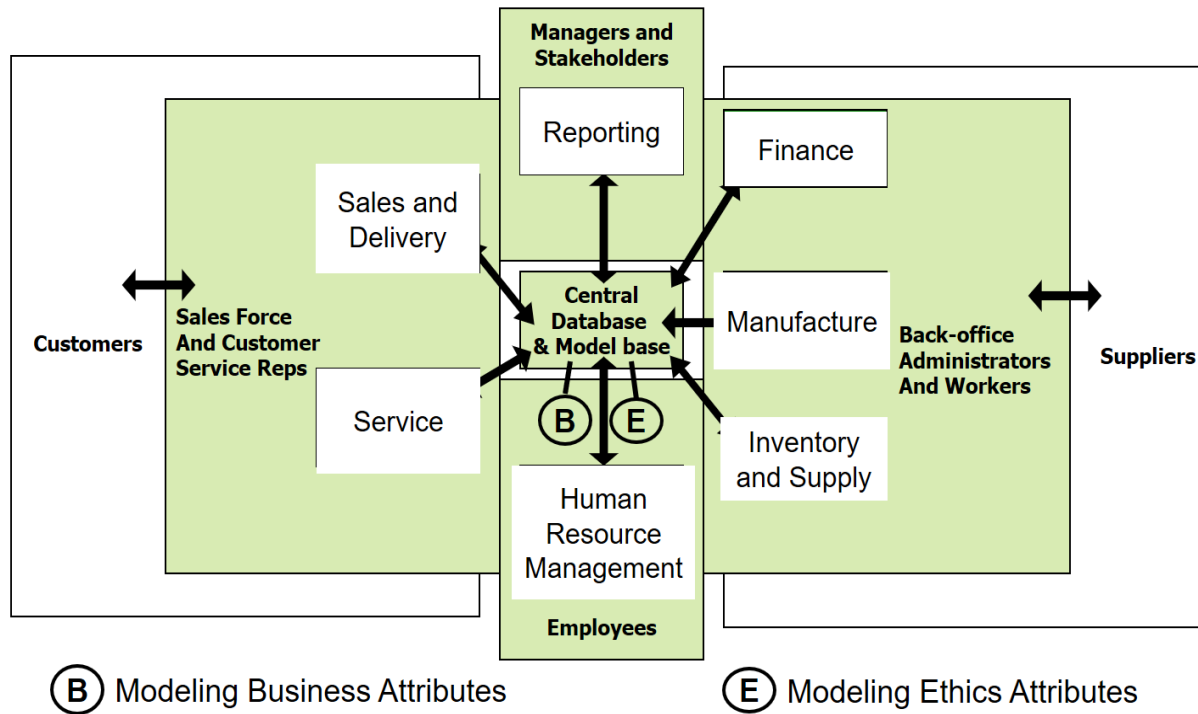 Managers and
Stakeholders
Reporting
Finance
Sales and
Delivery
Central
Database
& Model base
Manufacture
Customers
Sales Force
And Customer
Service Reps
Back-office
Administrators
And Workers
Suppliers
Service
B
E
Inventory
and Supply
Human
Resource
Management
Employees
B Modeling Business Attributes
E Modeling Ethics Attributes